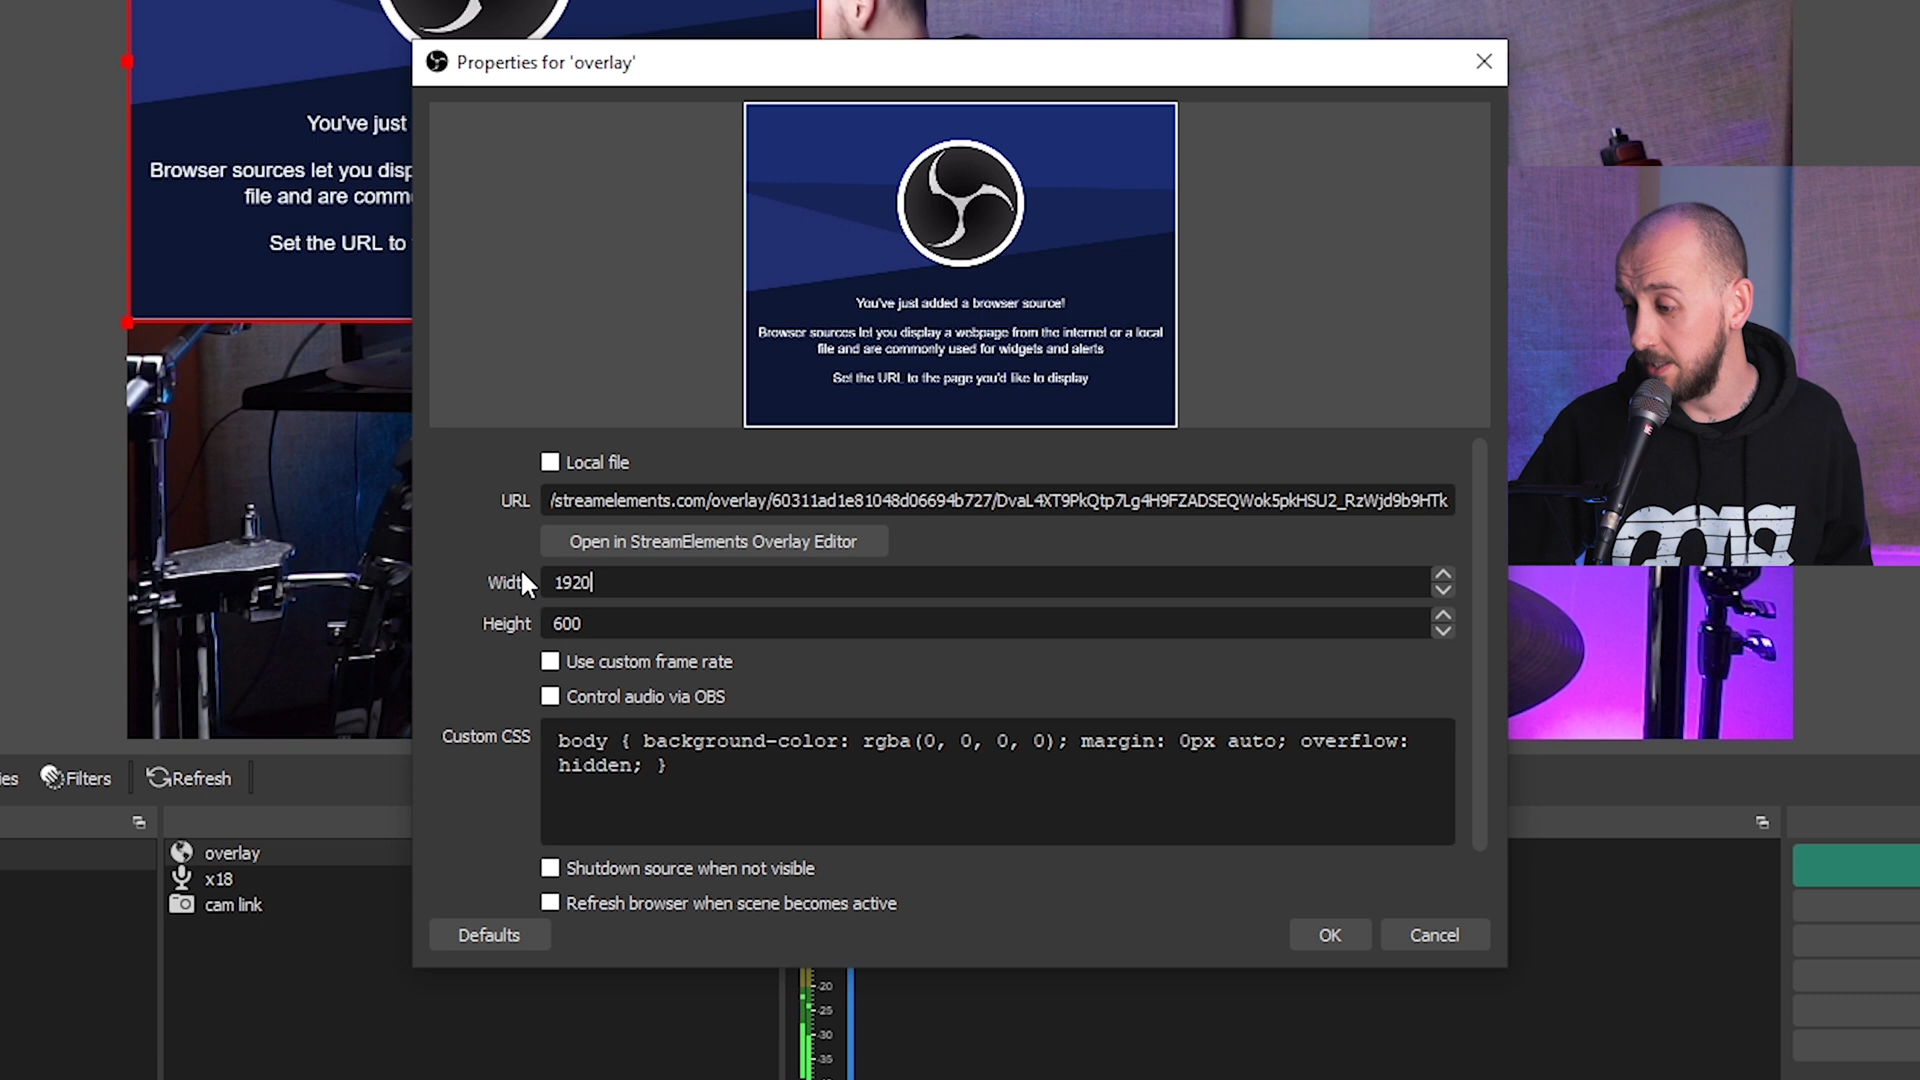 Properties for 'overlay'
You've just
Browser sources let you disp
file and are comm
Set the URL to
You've just added a browser source!
Browser sources let you display a webpage from the internet or a local
file and are commonly used for widgets and alerts
Set the URL to the page you'd like to display
Local file
URL /streamelements.com/overlay/60311ad1e81048d06694b727/DvaL4XT9PkQtp7Lg4H9FZADSEQWok5pkHSU2_RzWjd9b9HTk
Open in StreamElements Overlay Editor
Width 1920
Height 600
Use custom frame rate
Control audio via OBS
Custom CSS body { background-color: rgba(0, 0, 0, 0); margin: 0px auto; overflow:
hidden; }
Shutdown source when not visible
Refresh browser when scene becomes active
Defaults OK Cancel
ies Filters Refresh
overlay
x18
cam link
-20
-25
-30
-35